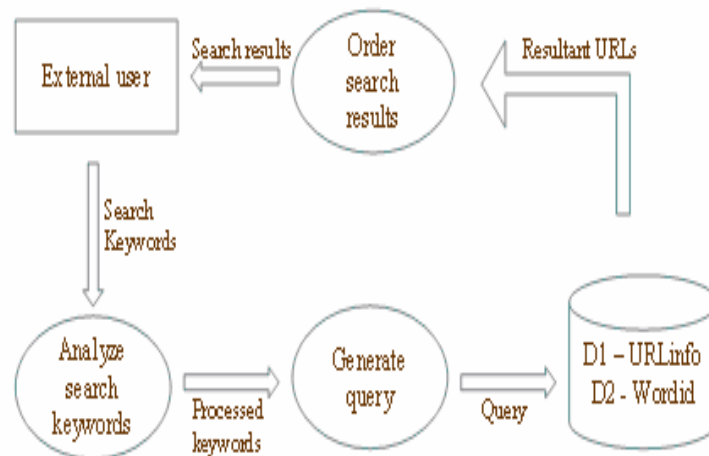 External user
Search results
Order
search
results
Resultant URLs
Search
Keywords
Analyze
search
keywords
Processed
keywords
Generate
query
Query
D1 – URLinfo
D2 - Wordid